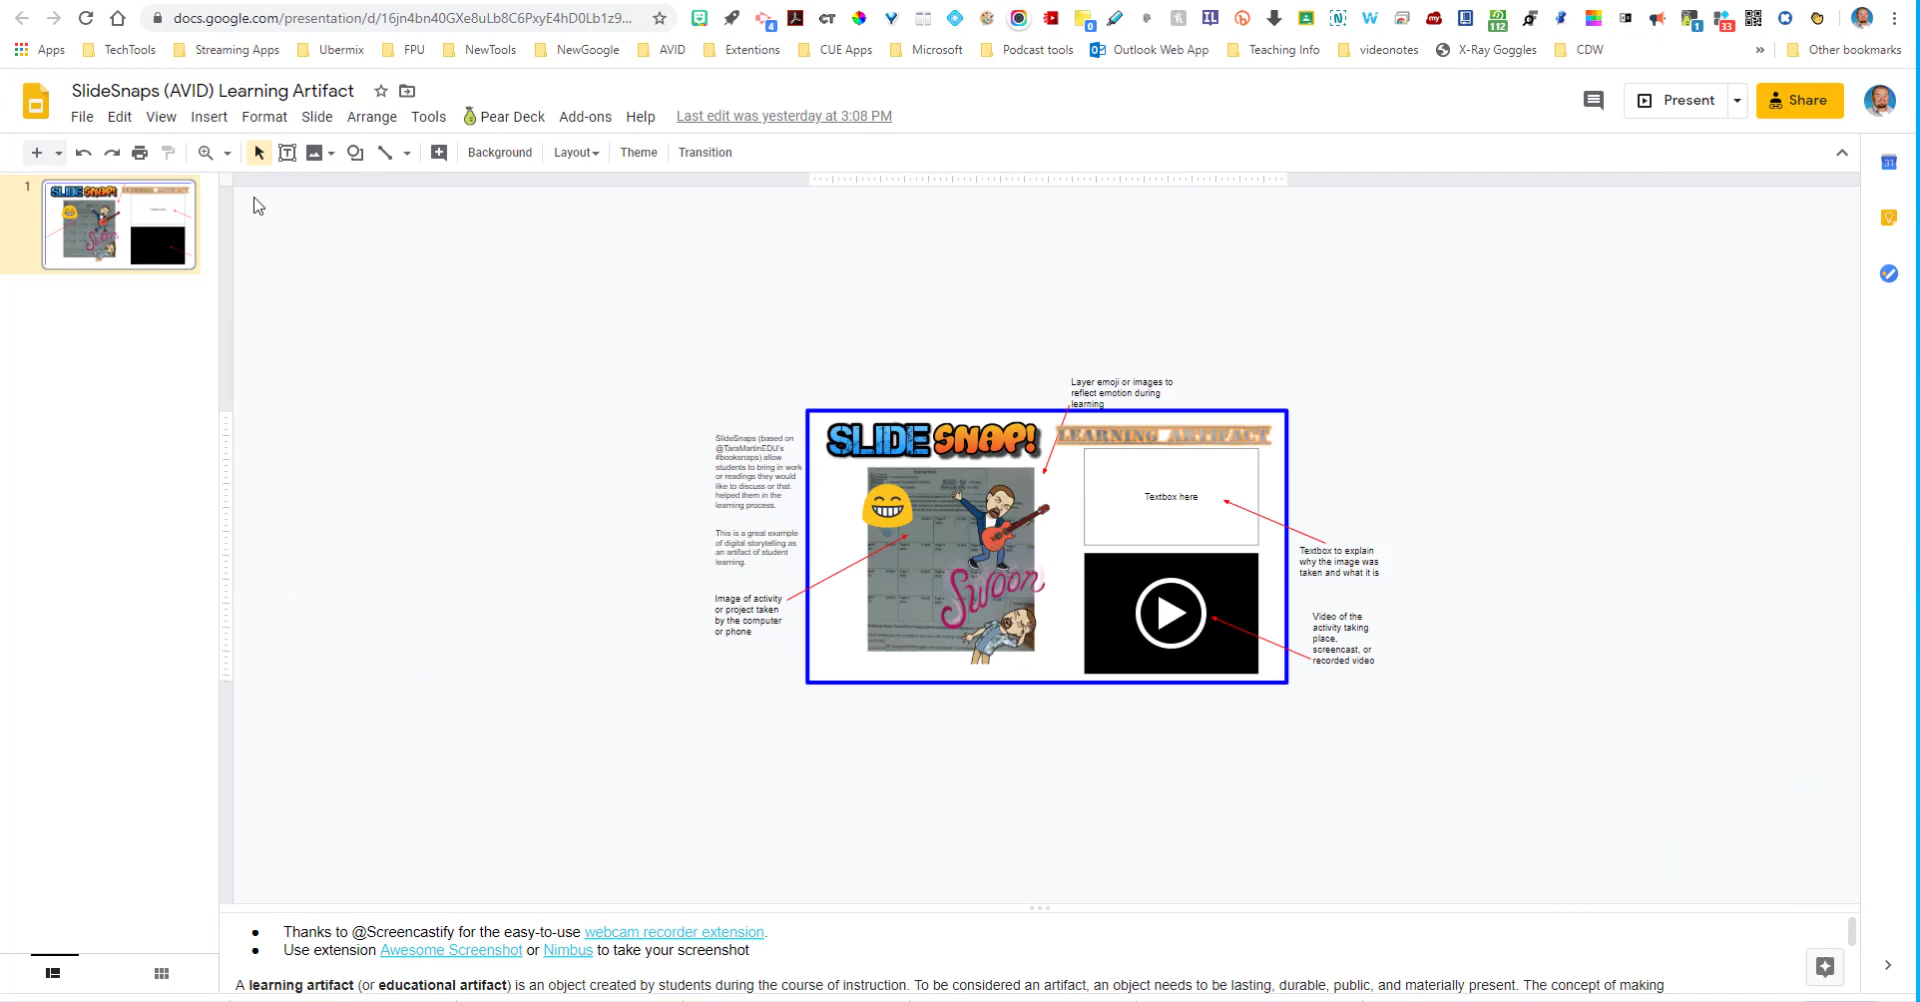 docs.google.com/presentation/d/16jn4bn40GXe8uLb8C6PxyE4hD0Lb1z9...
4
CT
0
IL
N
W
my
112
1
33
Apps
TechTools
Streaming Apps
Ubermix
FPU
NewTools
NewGoogle
AVID
Extentions
CUE Apps
Microsoft
Podcast tools
Outlook Web App
Teaching Info
videonotes
X-Ray Goggles
CDW
»
Other bookmarks
SlideSnaps (AVID) Learning Artifact
File Edit View Insert Format Slide Arrange Tools Pear Deck Add-ons Help Last edit was yesterday at 3:08 PM
Present
Share
Background
Layout
Theme
Transition
31
1
Layer emoji or images to
reflect emotion during
learning
SLIDE SNAP!
LEARNING ARTIFACT
SlideSnaps (based on
@TaraMartinEDU's
#booksnaps) allow
students to bring in work
or readings they would
like to discuss or that
helped them in the
learning process.
This is a great example
of digital storytelling as
an artifact of student
learning.
Image of activity
or project taken
by the computer
or phone
Swoon
Textbox here
Textbox to explain
why the image was
taken and what it is
Video of the
activity taking
place,
screencast, or
recorded video
● Thanks to @Screencastify for the easy-to-use webcam recorder extension.
● Use extension Awesome Screenshot or Nimbus to take your screenshot
A learning artifact (or educational artifact) is an object created by students during the course of instruction. To be considered an artifact, an object needs to be lasting, durable, public, and materially present. The concept of making